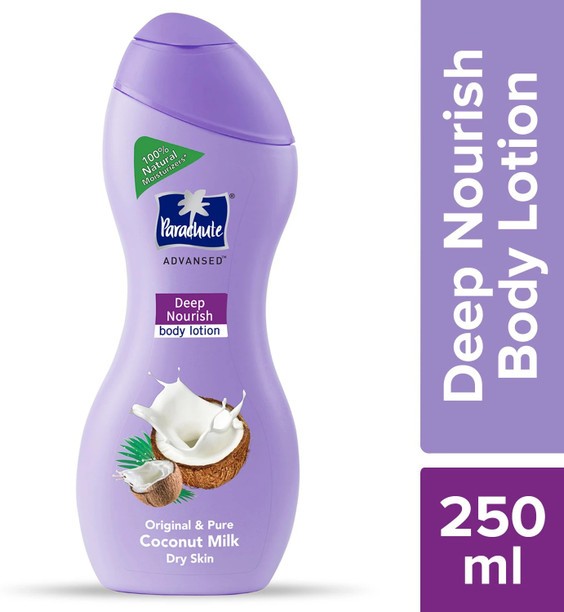 100%
Natural
Moisturizers*
Parachute®
ADVANSED™
Deep
Nourish
body lotion
Original & Pure
Coconut Milk
Dry Skin
Deep Nourish
Body Lotion
250
ml